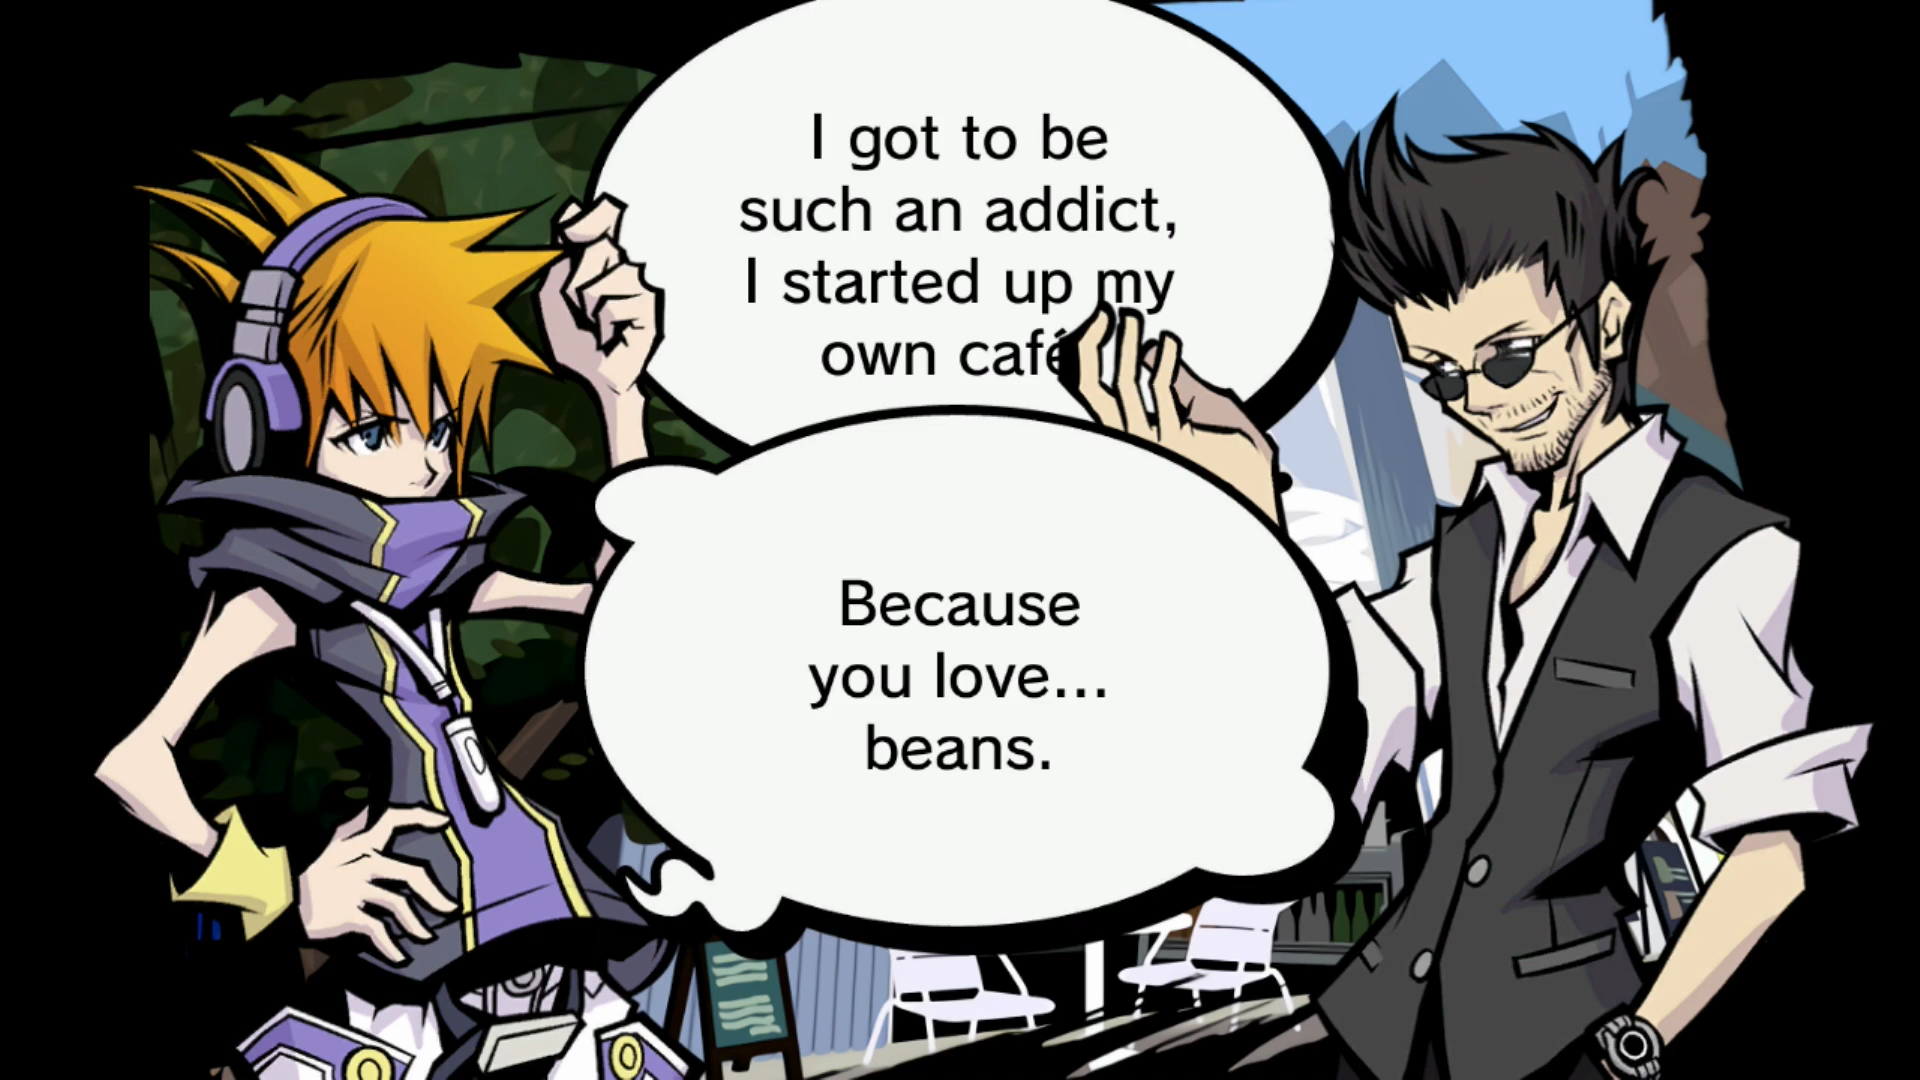 I got to be
such an addict,
I started up my
own café
Because
you love...
beans.